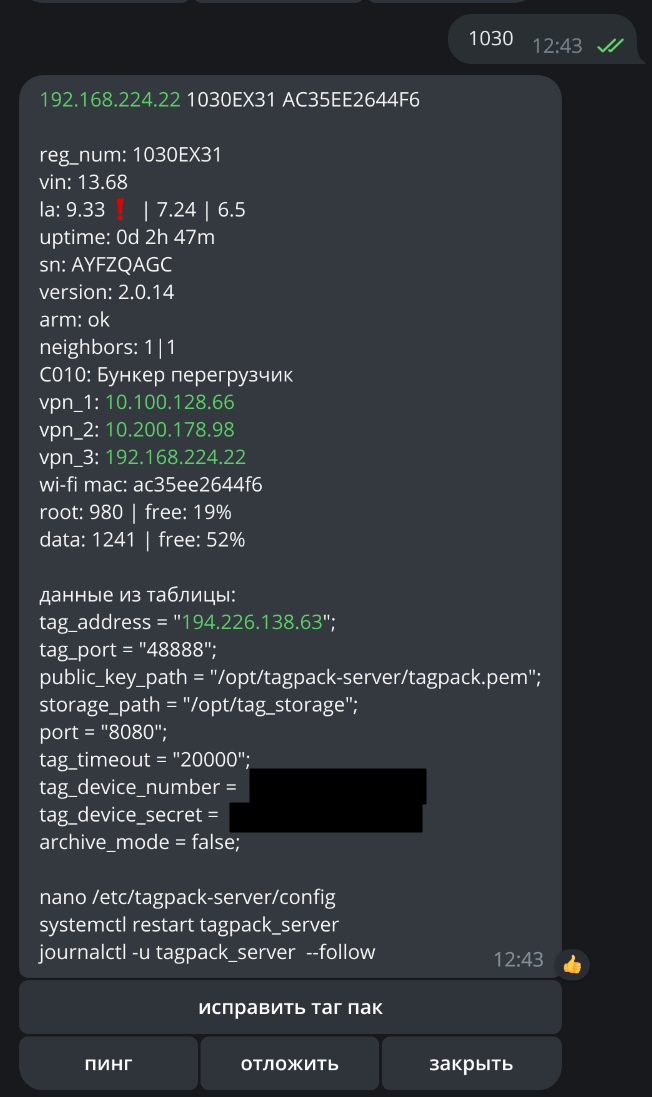 1030
12:43
192.168.224.22 1030EX31 AC35EE2644F6
reg_num: 1030EX31
vin: 13.68
la: 9.33❗ | 7.24 | 6.5
uptime: 0d 2h 47m
sn: AYFZQAGC
version: 2.0.14
arm: ok
neighbors: 1|1
C010: Бункер перегрузчик
vpn_1: 10.100.128.66
vpn_2: 10.200.178.98
vpn_3: 192.168.224.22
wi-fi mac: ac35ee2644f6
root: 980 | free: 19%
data: 1241 | free: 52%
данные из таблицы:
tag_address = "194.226.138.63";
tag_port = "48888";
public_key_path = "/opt/tagpack-server/tagpack.pem";
storage_path = "/opt/tag_storage";
port = "8080";
tag_timeout = "20000";
tag_device_number =
tag_device_secret =
archive_mode = false;
nano /etc/tagpack-server/config
systemctl restart tagpack_server
journalctl -u tagpack_server  --follow
12:43
исправить таг пак
пинг
отложить
закрыть